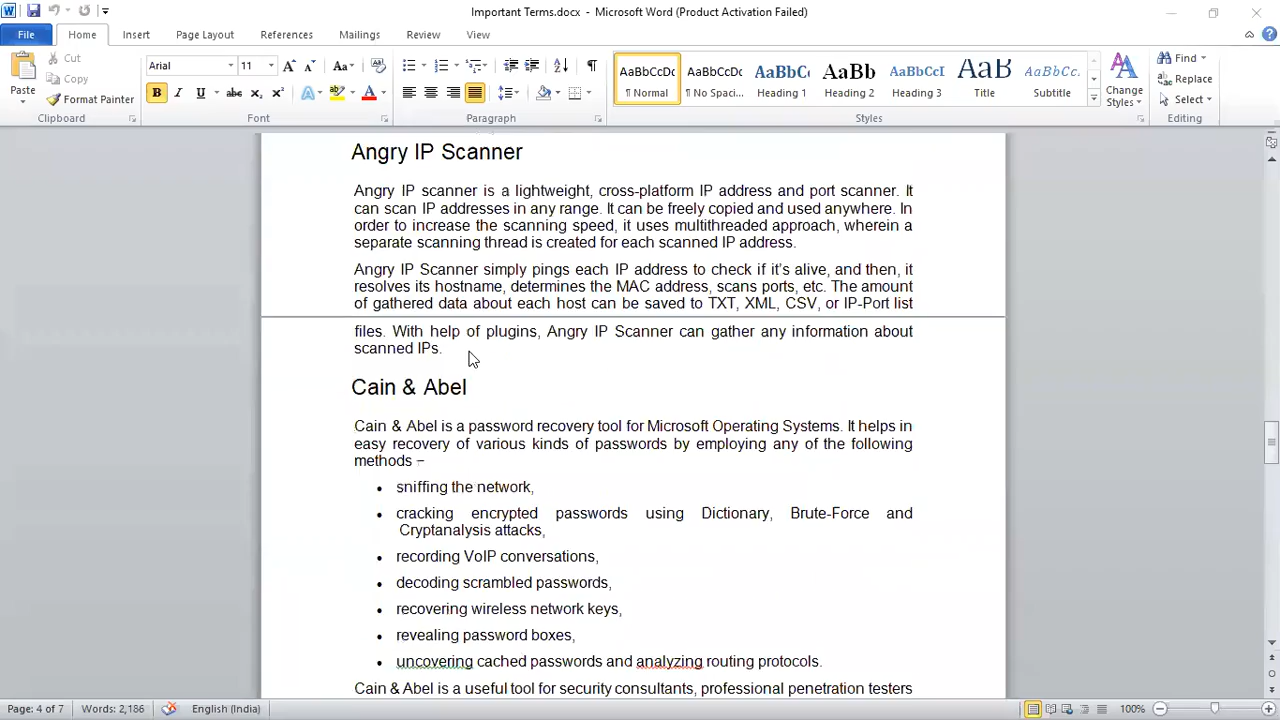 Important Terms.docx - Microsoft Word (Product Activation Failed)
File Home Insert Page Layout References Mailings Review View
Paste Cut Copy Format Painter Clipboard
Arial 11 Font
Paragraph
AaBbCcDc AaBbCcDc AaBbCc AaBbCc AaBbCcI AaB AaBbCcI
¶ Normal ¶ No Spaci... Heading 1 Heading 2 Heading 3 Title Subtitle
Change Styles Styles
Find Replace Select Editing
Angry IP Scanner
Angry IP scanner is a lightweight, cross-platform IP address and port scanner. It
can scan IP addresses in any range. It can be freely copied and used anywhere. In
order to increase the scanning speed, it uses multithreaded approach, wherein a
separate scanning thread is created for each scanned IP address.
Angry IP Scanner simply pings each IP address to check if it’s alive, and then, it
resolves its hostname, determines the MAC address, scans ports, etc. The amount
of gathered data about each host can be saved to TXT, XML, CSV, or IP-Port list
files. With help of plugins, Angry IP Scanner can gather any information about
scanned IPs.
Cain & Abel
Cain & Abel is a password recovery tool for Microsoft Operating Systems. It helps in
easy recovery of various kinds of passwords by employing any of the following
methods −
• sniffing the network,
• cracking encrypted passwords using Dictionary, Brute-Force and
Cryptanalysis attacks,
• recording VoIP conversations,
• decoding scrambled passwords,
• recovering wireless network keys,
• revealing password boxes,
• uncovering cached passwords and analyzing routing protocols.
Cain & Abel is a useful tool for security consultants, professional penetration testers
Page: 4 of 7 Words: 2,186 English (India) 100%